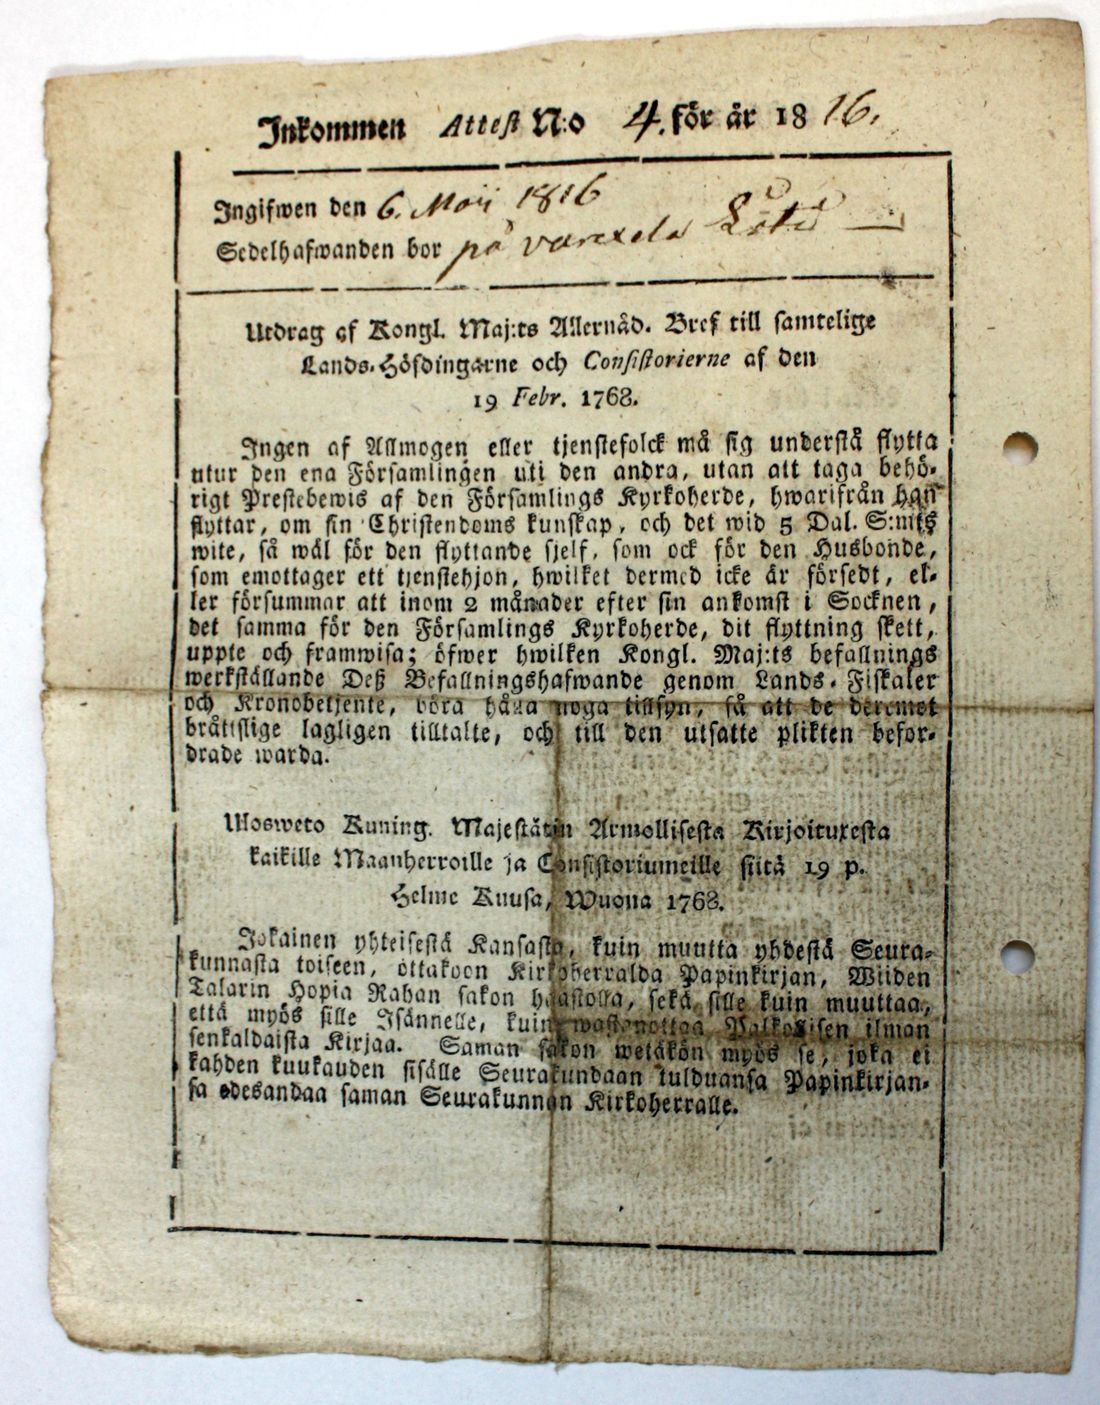 Inkommen Attest N:o 4. för år 1816.
Ingifwen den 6. Maii 1816
Sedelhafwanden bor på
Utdrag af Kongl. Maj:ts Allernåd. Bref till samtelige
Lands-Höfdingarne och Consistorierne af den
19 Febr. 1768.
Ingen af Allmogen eller tjenstefolck må sig understå flytta
utur den ena Församlingen uti den andra, utan att taga behö-
rigt Prestebewis af den Församlings Kyrkoherde, hwarifrån han
flyttar, om sin Christendoms kunskap, och det wid 5 Dal. S:mts
wite, så wäl för den flyttande sjelf, som ock för den Husbonde,
som emottager ett tjenstehjon, hwilket dermed icke är försedt, el-
ler försummar att inom 2 månader efter sin ankomst i Socknen,
det samma för den Församlings Kyrkoherde, dit flyttning skett,
uppte och framwisa; öfwer hwilken Kongl. Maj:ts befallnings
werkställande Deß Befallningshafwande genom Lands-Fiskaler
och Kronobetjente, böra håga noga tillsyn, så att de deremot
bråttslige lagligen tilltalte, och till den utsatte plikten befor-
drade warda.
Ulosweto Kuning. Majestätin Armollisesta Kirjoituxesta
kaikille Maanherroille ja Consistoriumeille siitä 19 p.
Helme Kuusa, Wuona 1768.
Jokainen yhteisestä Kansasta, kuin muutta yhdestä Seura-
kunnasta toiseen, ottakoon Kirkoherralda Papinkirjan, Wiiden
Talarin Hopia Rahan sakon haastolla, sekä sille kuin muuttaa,
että myös sille Isännelle, kuin wastanottaa Palkollisen ilman
senkaldaista Kirjaa. Saman sakon wetäkön myös se, joka ei
kahden kuukauden sisälle Seurakundaan tulduansa Papinkirjan-
sa edesandaa saman Seurakunnan Kirkoherralle.